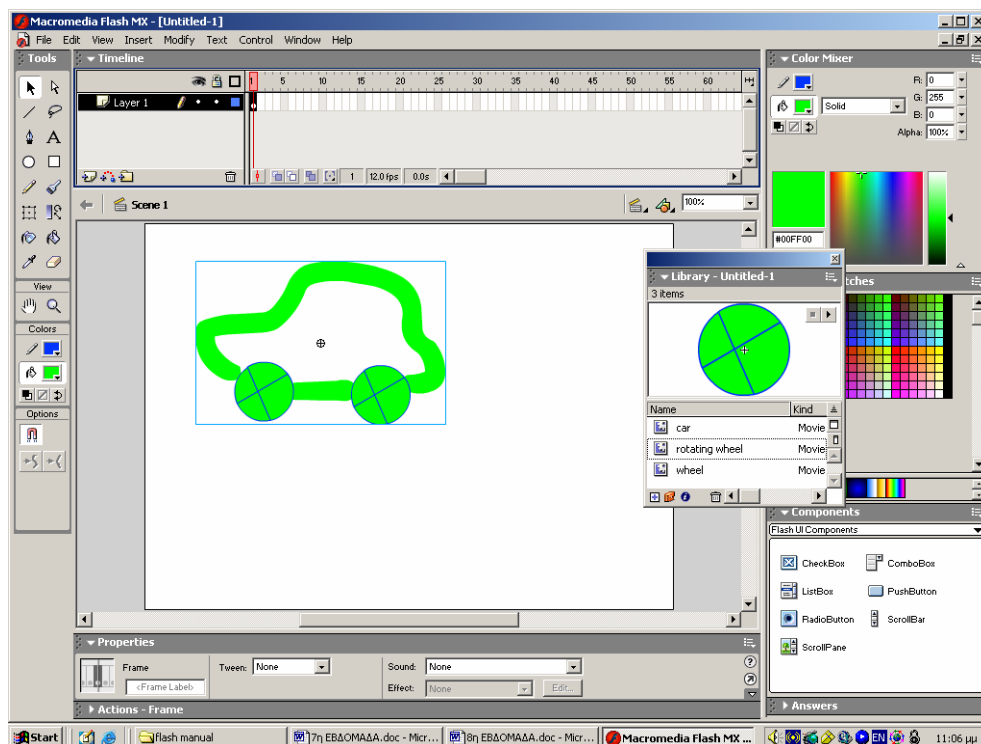 Macromedia Flash MX - [Untitled-1]
File Edit View Insert Modify Text Control Window Help
Tools
Timeline
1 5 10 15 20 25 30 35 40 45 50 55 60
Layer 1
1 12.0 fps 0.0s
Scene 1
100%
View
Colors
Options
Color Mixer
R: 0
Solid
G: 255
B: 0
Alpha: 100%
#00FF00
tches
Library - Untitled-1
3 items
Name Kind
car Movie
rotating wheel Movie
wheel Movie
Components
Flash UI Components
CheckBox ComboBox
ListBox PushButton
RadioButton ScrollBar
ScrollPane
Properties
Frame Tween: None Sound: None
<Frame Label> Effect: None Edit...
Actions - Frame
Answers
Start flash manual 7η ΕΒΔΟΜΑΔΑ.doc - Micr... 8η ΕΒΔΟΜΑΔΑ.doc - Micr... Macromedia Flash MX ... EN 11:06 μμ